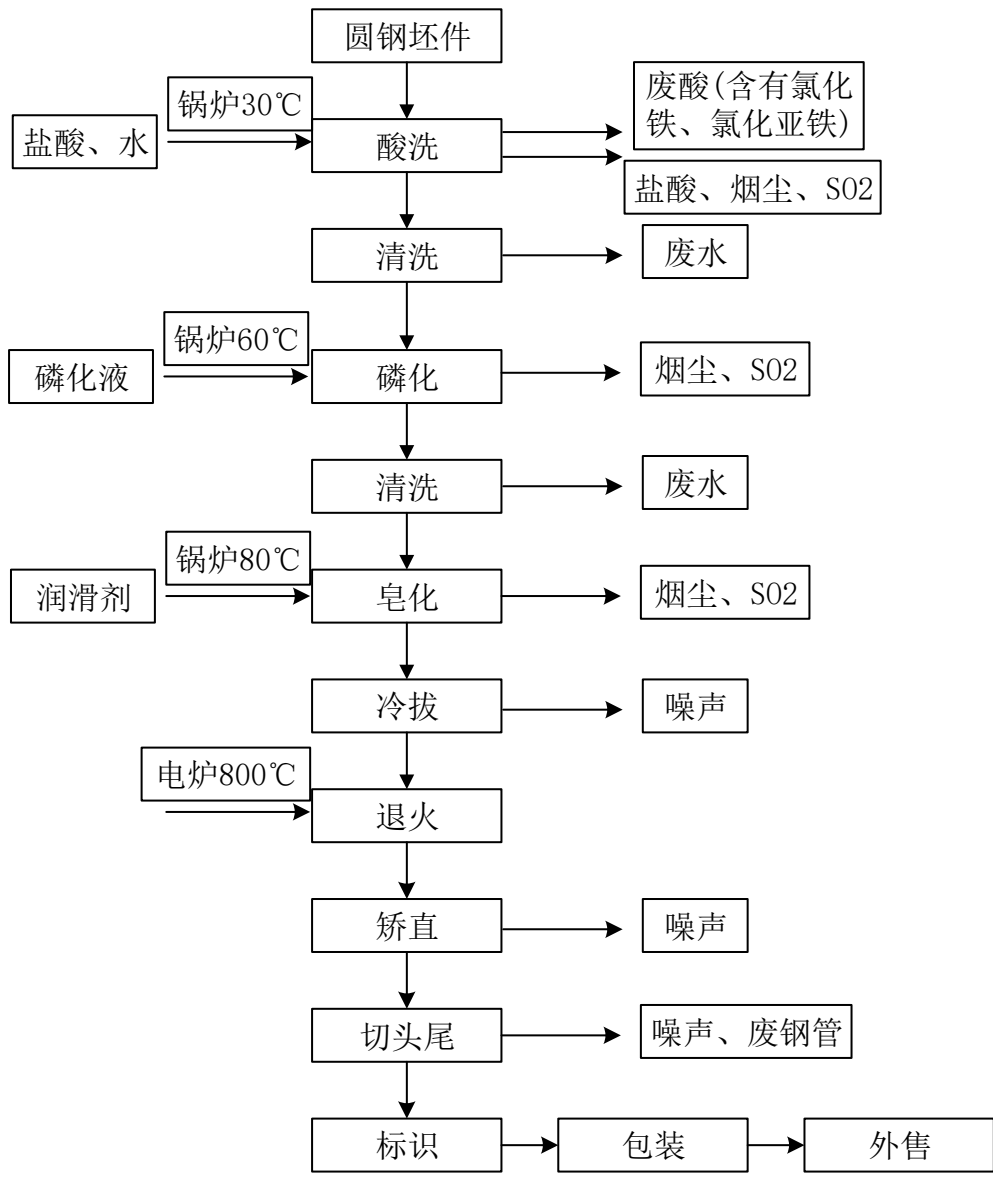 圆钢坯件
锅炉30℃
盐酸、水
酸洗
废酸(含有氯化
铁、氯化亚铁)
盐酸、烟尘、SO2
清洗
废水
锅炉60℃
磷化液
磷化
烟尘、SO2
清洗
废水
锅炉80℃
润滑剂
皂化
烟尘、SO2
冷拔
噪声
电炉800℃
退火
矫直
噪声
切头尾
噪声、废钢管
标识
包装
外售